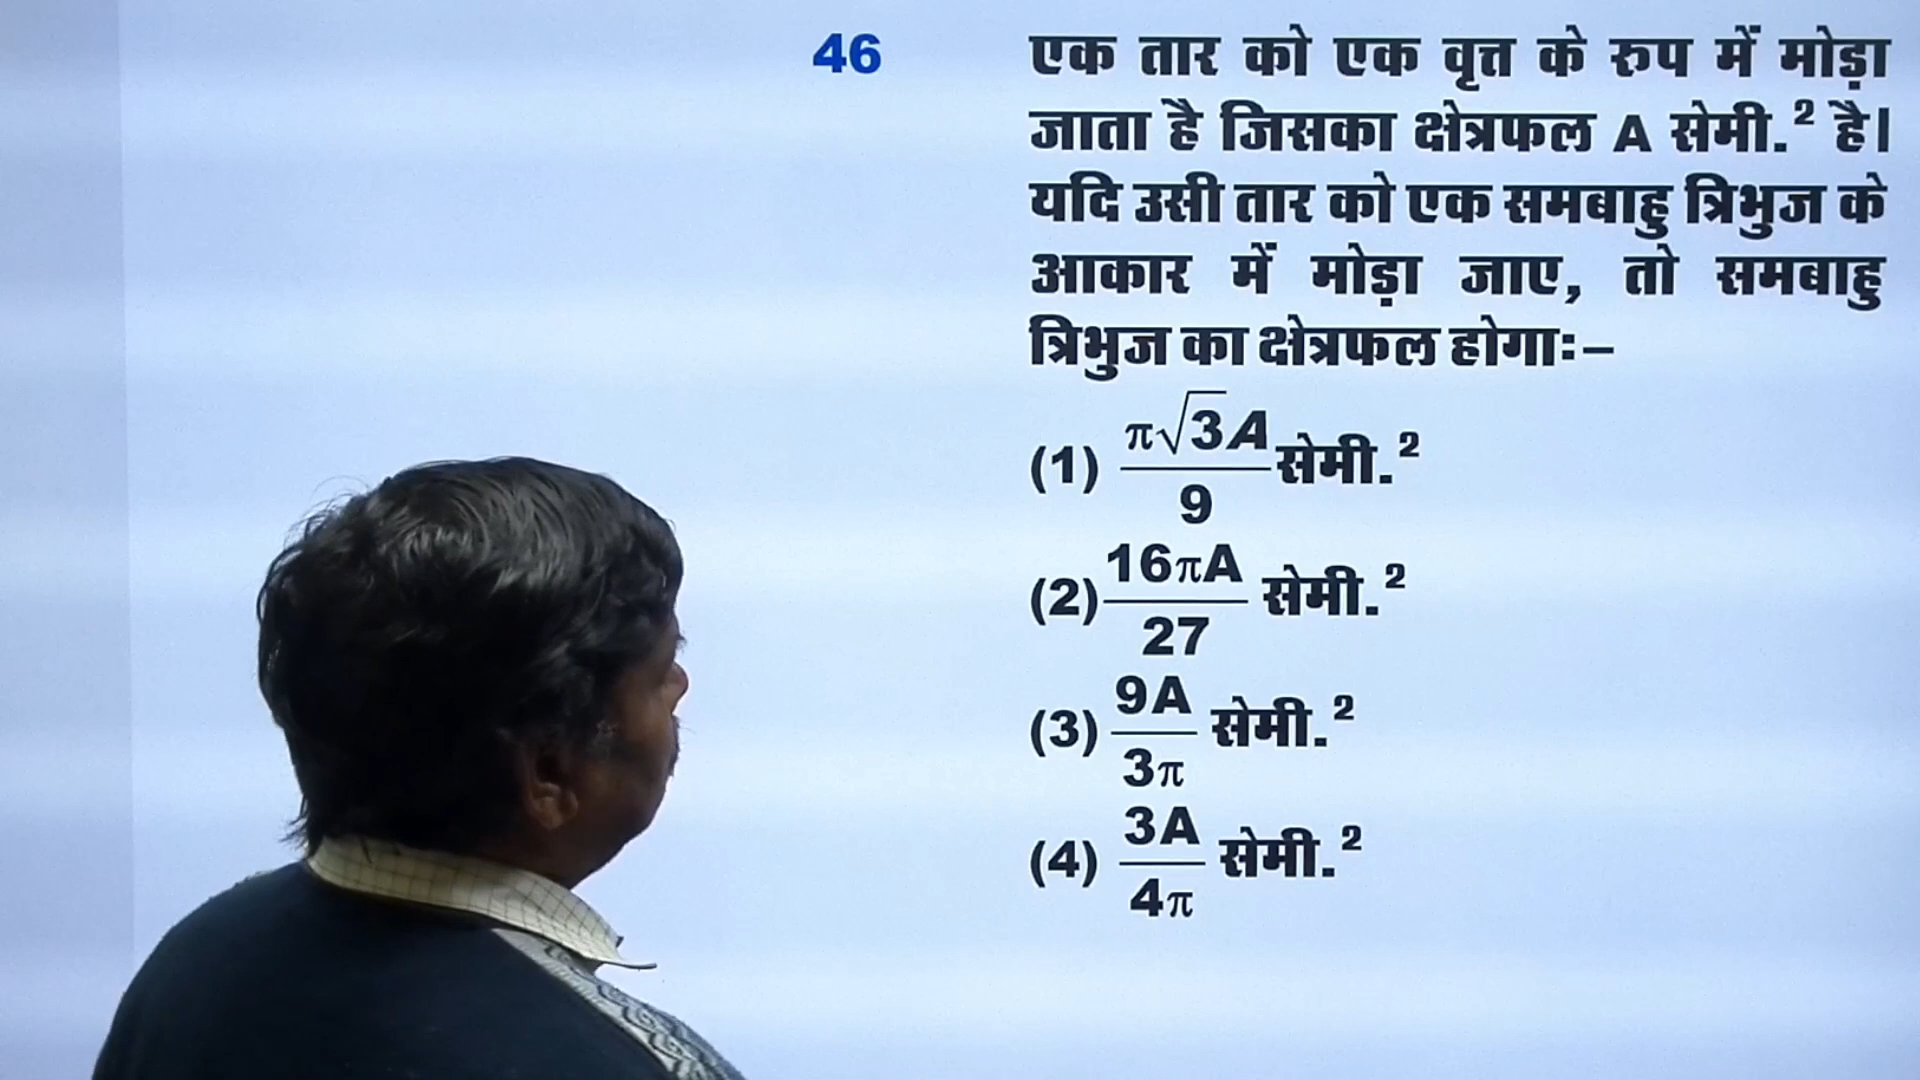 46
एक तार को एक वृत्त के रुप में मोड़ा
जाता है जिसका क्षेत्रफल A सेमी.² है।
यदि उसी तार को एक समबाहु त्रिभुज के
आकार में मोड़ा जाए, तो समबाहु
त्रिभुज का क्षेत्रफल होगाः–
(1) π√3A/9 सेमी.²
(2) 16πA/27 सेमी.²
(3) 9A/3π सेमी.²
(4) 3A/4π सेमी.²